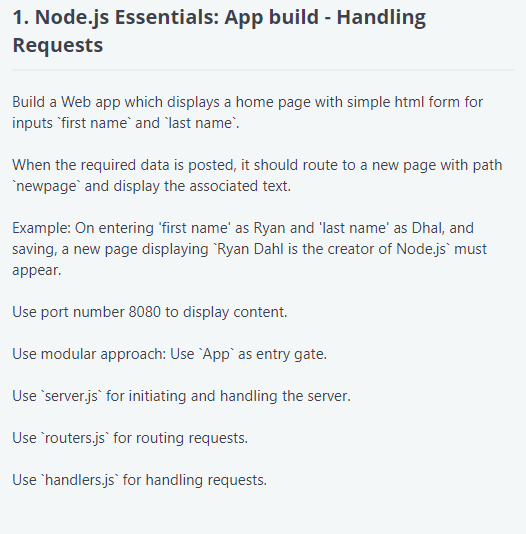 1. Node.js Essentials: App build - Handling
Requests
Build a Web app which displays a home page with simple html form for
inputs `first name` and `last name`.
When the required data is posted, it should route to a new page with path
`newpage` and display the associated text.
Example: On entering 'first name' as Ryan and 'last name' as Dhal, and
saving, a new page displaying `Ryan Dahl is the creator of Node.js` must
appear.
Use port number 8080 to display content.
Use modular approach: Use `App` as entry gate.
Use `server.js` for initiating and handling the server.
Use `routers.js` for routing requests.
Use `handlers.js` for handling requests.